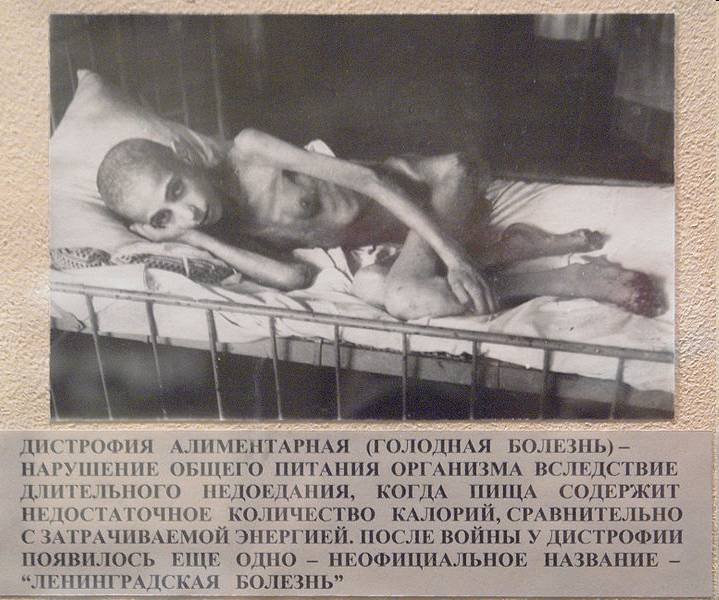 ДИСТРОФИЯ АЛИМЕНТАРНАЯ (ГОЛОДНАЯ БОЛЕЗНЬ) –
НАРУШЕНИЕ ОБЩЕГО ПИТАНИЯ ОРГАНИЗМА ВСЛЕДСТВИЕ
ДЛИТЕЛЬНОГО НЕДОЕДАНИЯ, КОГДА ПИЩА СОДЕРЖИТ
НЕДОСТАТОЧНОЕ КОЛИЧЕСТВО КАЛОРИЙ, СРАВНИТЕЛЬНО
С ЗАТРАЧИВАЕМОЙ ЭНЕРГИЕЙ. ПОСЛЕ ВОЙНЫ У ДИСТРОФИИ
ПОЯВИЛОСЬ ЕЩЕ ОДНО – НЕОФИЦИАЛЬНОЕ НАЗВАНИЕ –
“ЛЕНИНГРАДСКАЯ БОЛЕЗНЬ”